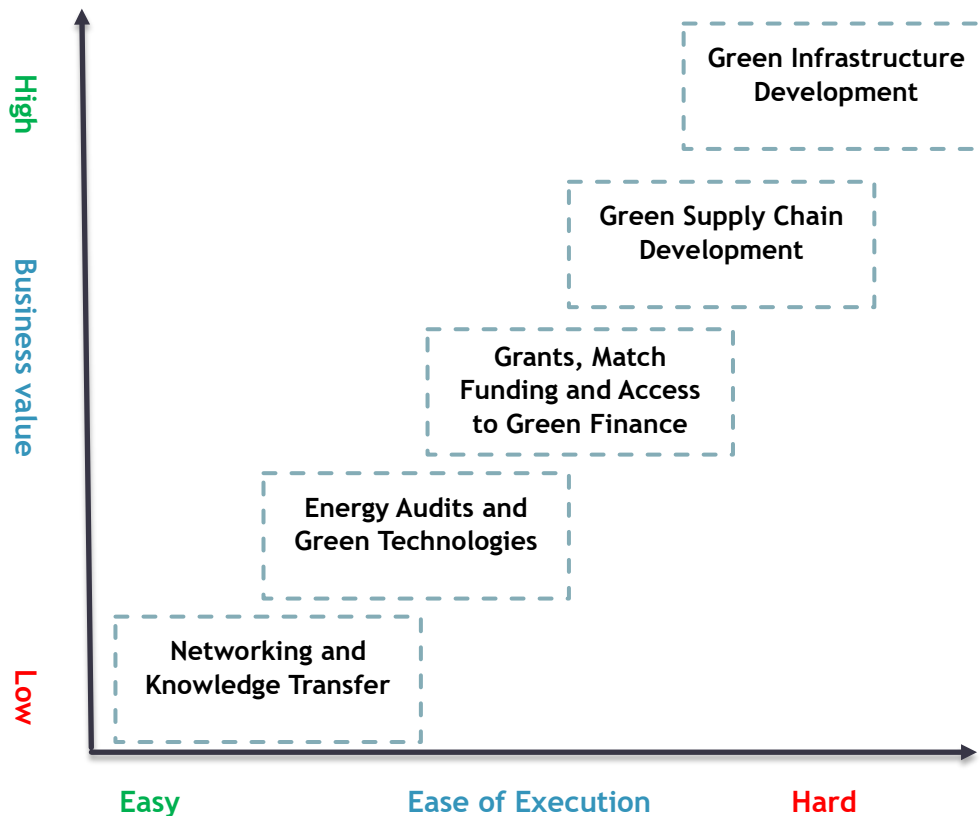 High
Business value
Low
Green Infrastructure
Development
Green Supply Chain
Development
Grants, Match
Funding and Access
to Green Finance
Energy Audits and
Green Technologies
Networking and
Knowledge Transfer
Easy
Ease of Execution
Hard